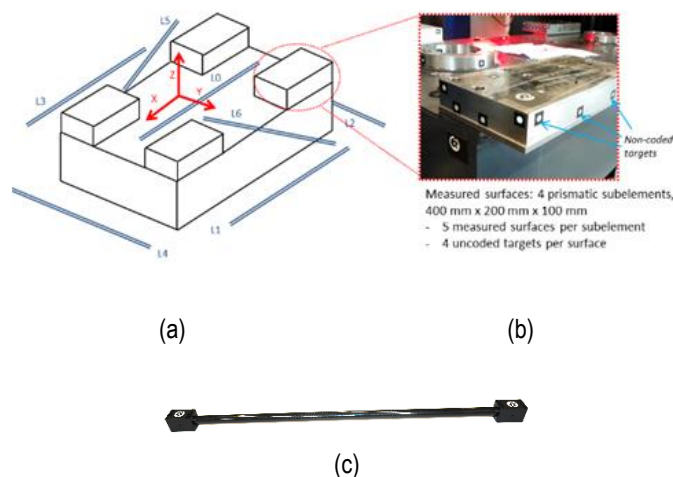 L5
Z
L0
L3
X
Y
L6
L2
L1
L4
Non-coded
targets
Measured surfaces: 4 prismatic subelements,
400 mm x 200 mm x 100 mm
- 5 measured surfaces per subelement
- 4 uncoded targets per surface
(a)
(b)
(c)